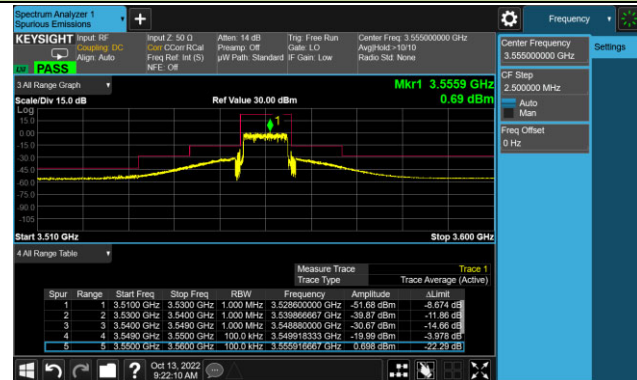 Spectrum Analyzer 1
Spurious Emissions
+
Frequency
KEYSIGHT Input: RF
Coupling: DC
Align: Auto
Input Z: 50 Ω
Corr CCorr RCal
Freq Ref: Int (S)
NFE: Off
Atten: 14 dB
Preamp: Off
µW Path: Standard
Trig: Free Run
Gate: LO
IF Gain: Low
Center Freq: 3.555000000 GHz
Avg|Hold:>10/10
Radio Std: None
PASS
Center Frequency
3.555000000 GHz
Settings
CF Step
2.500000 MHz
Auto
Man
Freq Offset
0 Hz
3 All Range Graph
Mkr1 3.5559 GHz
Scale/Div 15.0 dB
Ref Value 30.00 dBm
0.69 dBm
Log
15.0
0.00
-15.0
-30.0
-45.0
-60.0
-75.0
-90.0
-105
1
Start 3.510 GHz
Stop 3.600 GHz
4 All Range Table
Measure Trace Trace 1
Trace Type Trace Average (Active)
Spur Range Start Freq Stop Freq RBW Frequency Amplitude ΔLimit
1 1 3.5100 GHz 3.5300 GHz 1.000 MHz 3.528600000 GHz -51.68 dBm -8.674 dB
2 2 3.5300 GHz 3.5400 GHz 1.000 MHz 3.539866667 GHz -39.87 dBm -11.86 dB
3 3 3.5400 GHz 3.5490 GHz 1.000 MHz 3.548880000 GHz -30.67 dBm -14.66 dB
4 4 3.5490 GHz 3.5500 GHz 100.0 kHz 3.549918333 GHz -19.99 dBm -3.978 dB
5 5 3.5500 GHz 3.5600 GHz 100.0 kHz 3.555916667 GHz 0.698 dBm -22.29 dB
?
Oct 13, 2022
9:22:10 AM